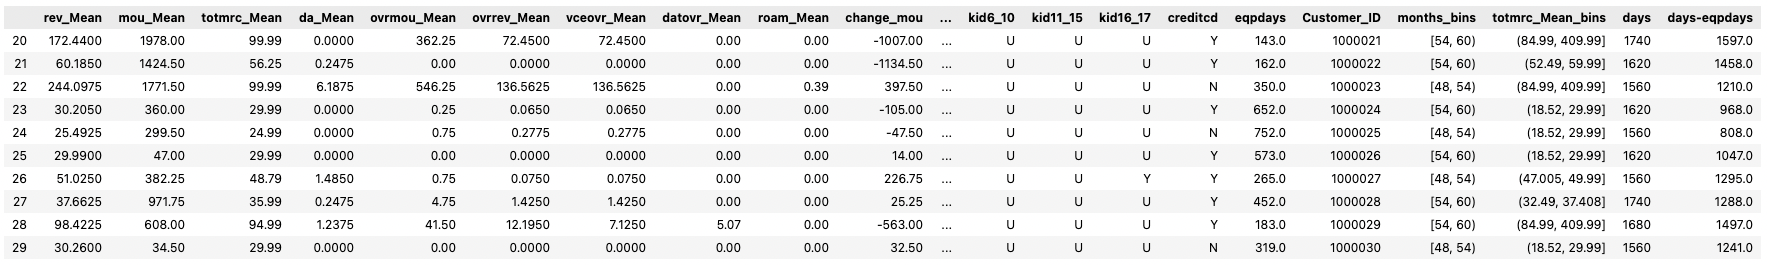 rev_Mean mou_Mean totmrc_Mean da_Mean ovrmou_Mean ovrrev_Mean vceovr_Mean datovr_Mean roam_Mean change_mou ... kid6_10 kid11_15 kid16_17 creditcd eqpdays Customer_ID months_bins totmrc_Mean_bins days days-eqpdays
20 172.4400 1978.00 99.99 0.0000 362.25 72.4500 72.4500 0.00 0.00 -1007.00 ... U U U Y 143.0 1000021 [54, 60) (84.99, 409.99] 1740 1597.0
21 60.1850 1424.50 56.25 0.2475 0.00 0.0000 0.0000 0.00 0.00 -1134.50 ... U U U Y 162.0 1000022 [54, 60) (52.49, 59.99] 1620 1458.0
22 244.0975 1771.50 99.99 6.1875 546.25 136.5625 136.5625 0.00 0.39 397.50 ... U U U N 350.0 1000023 [48, 54) (84.99, 409.99] 1560 1210.0
23 30.2050 360.00 29.99 0.0000 0.25 0.0650 0.0650 0.00 0.00 -105.00 ... U U U Y 652.0 1000024 [54, 60) (18.52, 29.99] 1620 968.0
24 25.4925 299.50 24.99 0.0000 0.75 0.2775 0.2775 0.00 0.00 -47.50 ... U U U N 752.0 1000025 [48, 54) (18.52, 29.99] 1560 808.0
25 29.9900 47.00 29.99 0.0000 0.00 0.0000 0.0000 0.00 0.00 14.00 ... U U U Y 573.0 1000026 [54, 60) (18.52, 29.99] 1620 1047.0
26 51.0250 382.25 48.79 1.4850 0.75 0.0750 0.0750 0.00 0.00 226.75 ... U U Y Y 265.0 1000027 [48, 54) (47.005, 49.99] 1560 1295.0
27 37.6625 971.75 35.99 0.2475 4.75 1.4250 1.4250 0.00 0.00 25.25 ... U U U Y 452.0 1000028 [54, 60) (32.49, 37.408] 1740 1288.0
28 98.4225 608.00 94.99 1.2375 41.50 12.1950 7.1250 5.07 0.00 -563.00 ... U U U Y 183.0 1000029 [54, 60) (84.99, 409.99] 1680 1497.0
29 30.2600 34.50 29.99 0.0000 0.00 0.0000 0.0000 0.00 0.00 32.50 ... U U U N 319.0 1000030 [48, 54) (18.52, 29.99] 1560 1241.0